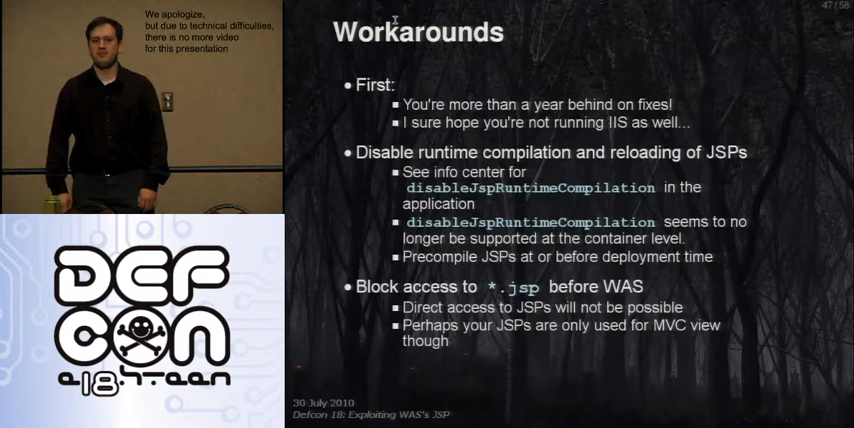 We apologize,
but due to technical difficulties,
there is no more video
for this presentation
47 / 58
Workarounds
First:
You're more than a year behind on fixes!
I sure hope you're not running IIS as well...
Disable runtime compilation and reloading of JSPs
See info center for
disableJspRuntimeCompilation in the
application
disableJspRuntimeCompilation seems to no
longer be supported at the container level.
Precompile JSPs at or before deployment time
Block access to *.jsp before WAS
Direct access to JSPs will not be possible
Perhaps your JSPs are only used for MVC view
though
DEF
CON
e18.hTeen
30 July 2010
Defcon 18: Exploiting WAS's JSP